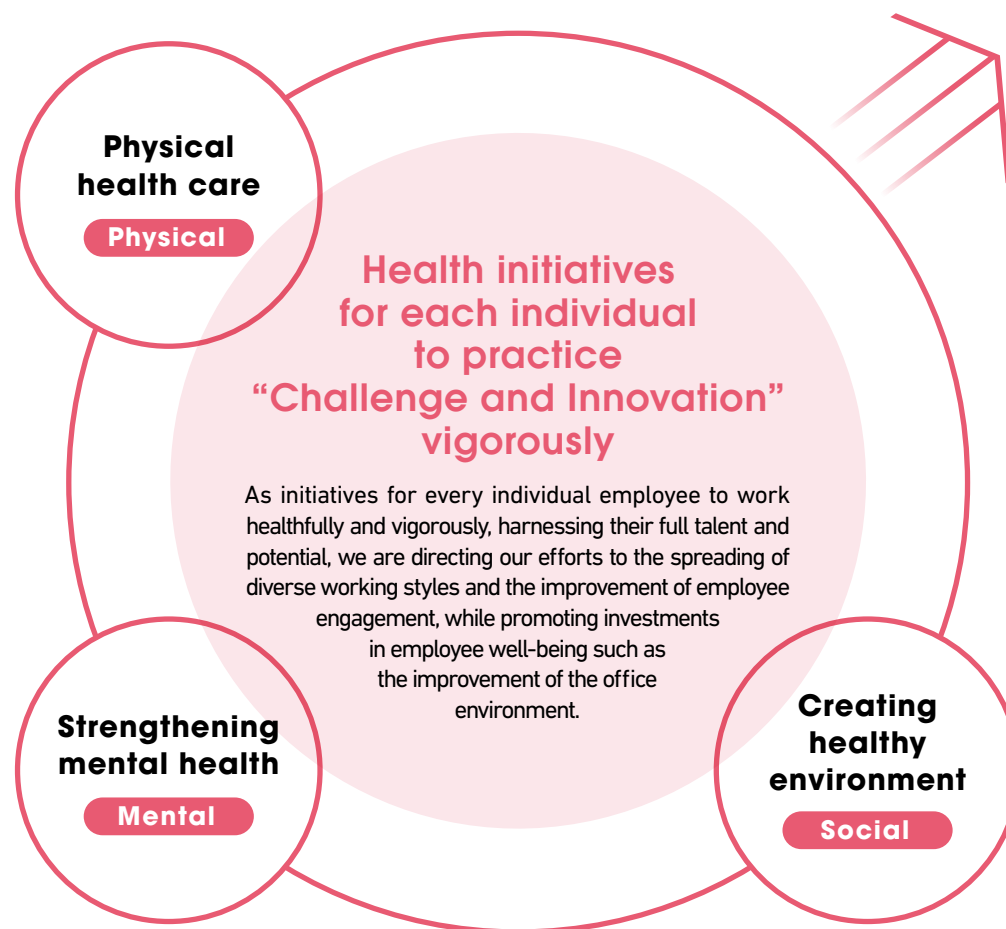 Physical
health care
Physical
Health initiatives
for each individual
to practice
“Challenge and Innovation”
vigorously
As initiatives for every individual employee to work
healthfully and vigorously, harnessing their full talent and
potential, we are directing our efforts to the spreading of
diverse working styles and the improvement of employee
engagement, while promoting investments
in employee well-being such as
the improvement of the office
environment.
Strengthening
mental health
Mental
Creating
healthy
environment
Social